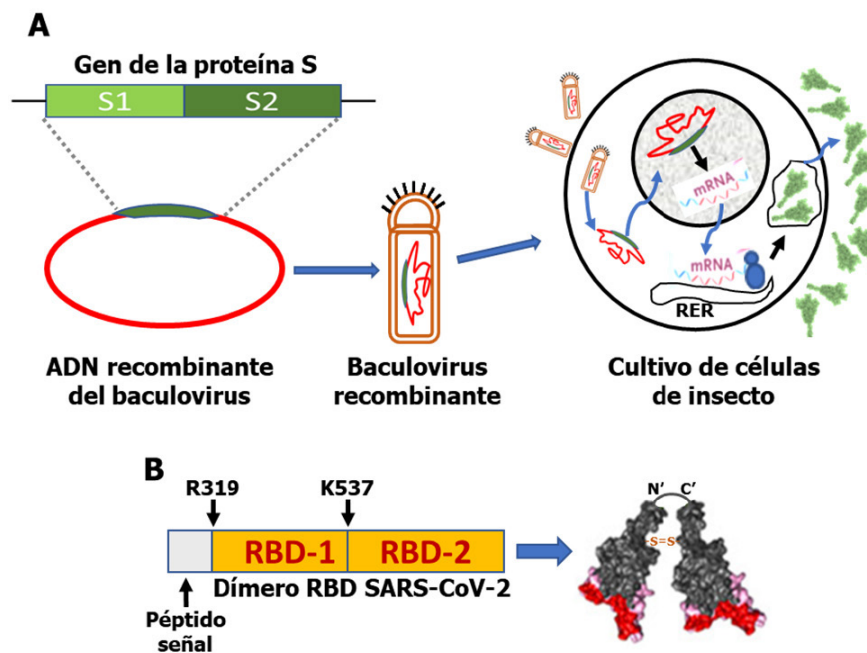 A
Gen de la proteína S
S1 S2
mRNA
mRNA
RER
ADN recombinante
del baculovirus
Baculovirus
recombinante
Cultivo de células
de insecto
B
R319 K537
N' C'
RBD-1 RBD-2
-S=S-
Dímero RBD SARS-CoV-2
Péptido
señal